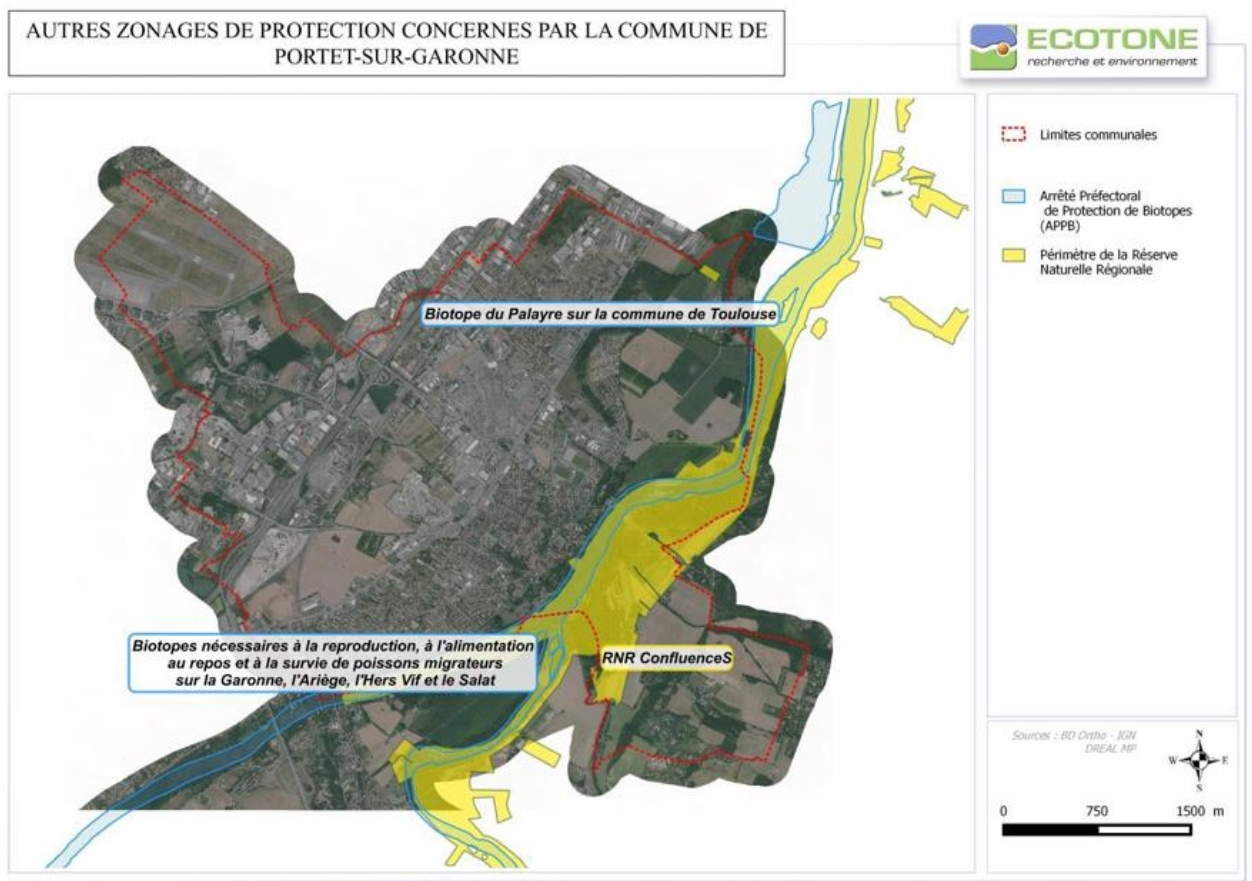 AUTRES ZONAGES DE PROTECTION CONCERNES PAR LA COMMUNE DE
PORTET-SUR-GARONNE
ECOTONE
recherche et environnement
Limites communales
Arrêté Préfectoral
de Protection de Biotopes
(APPB)
Périmètre de la Réserve
Naturelle Régionale
Biotope du Palayre sur la commune de Toulouse
Biotopes nécessaires à la reproduction, à l'alimentation
au repos et à la survie de poissons migrateurs
sur la Garonne, l'Ariège, l'Hers Vif et le Salat
RNR ConfluenceS
Sources : BD Ortho - IGN
DREAL MP
N
W E
S
0 750 1500 m